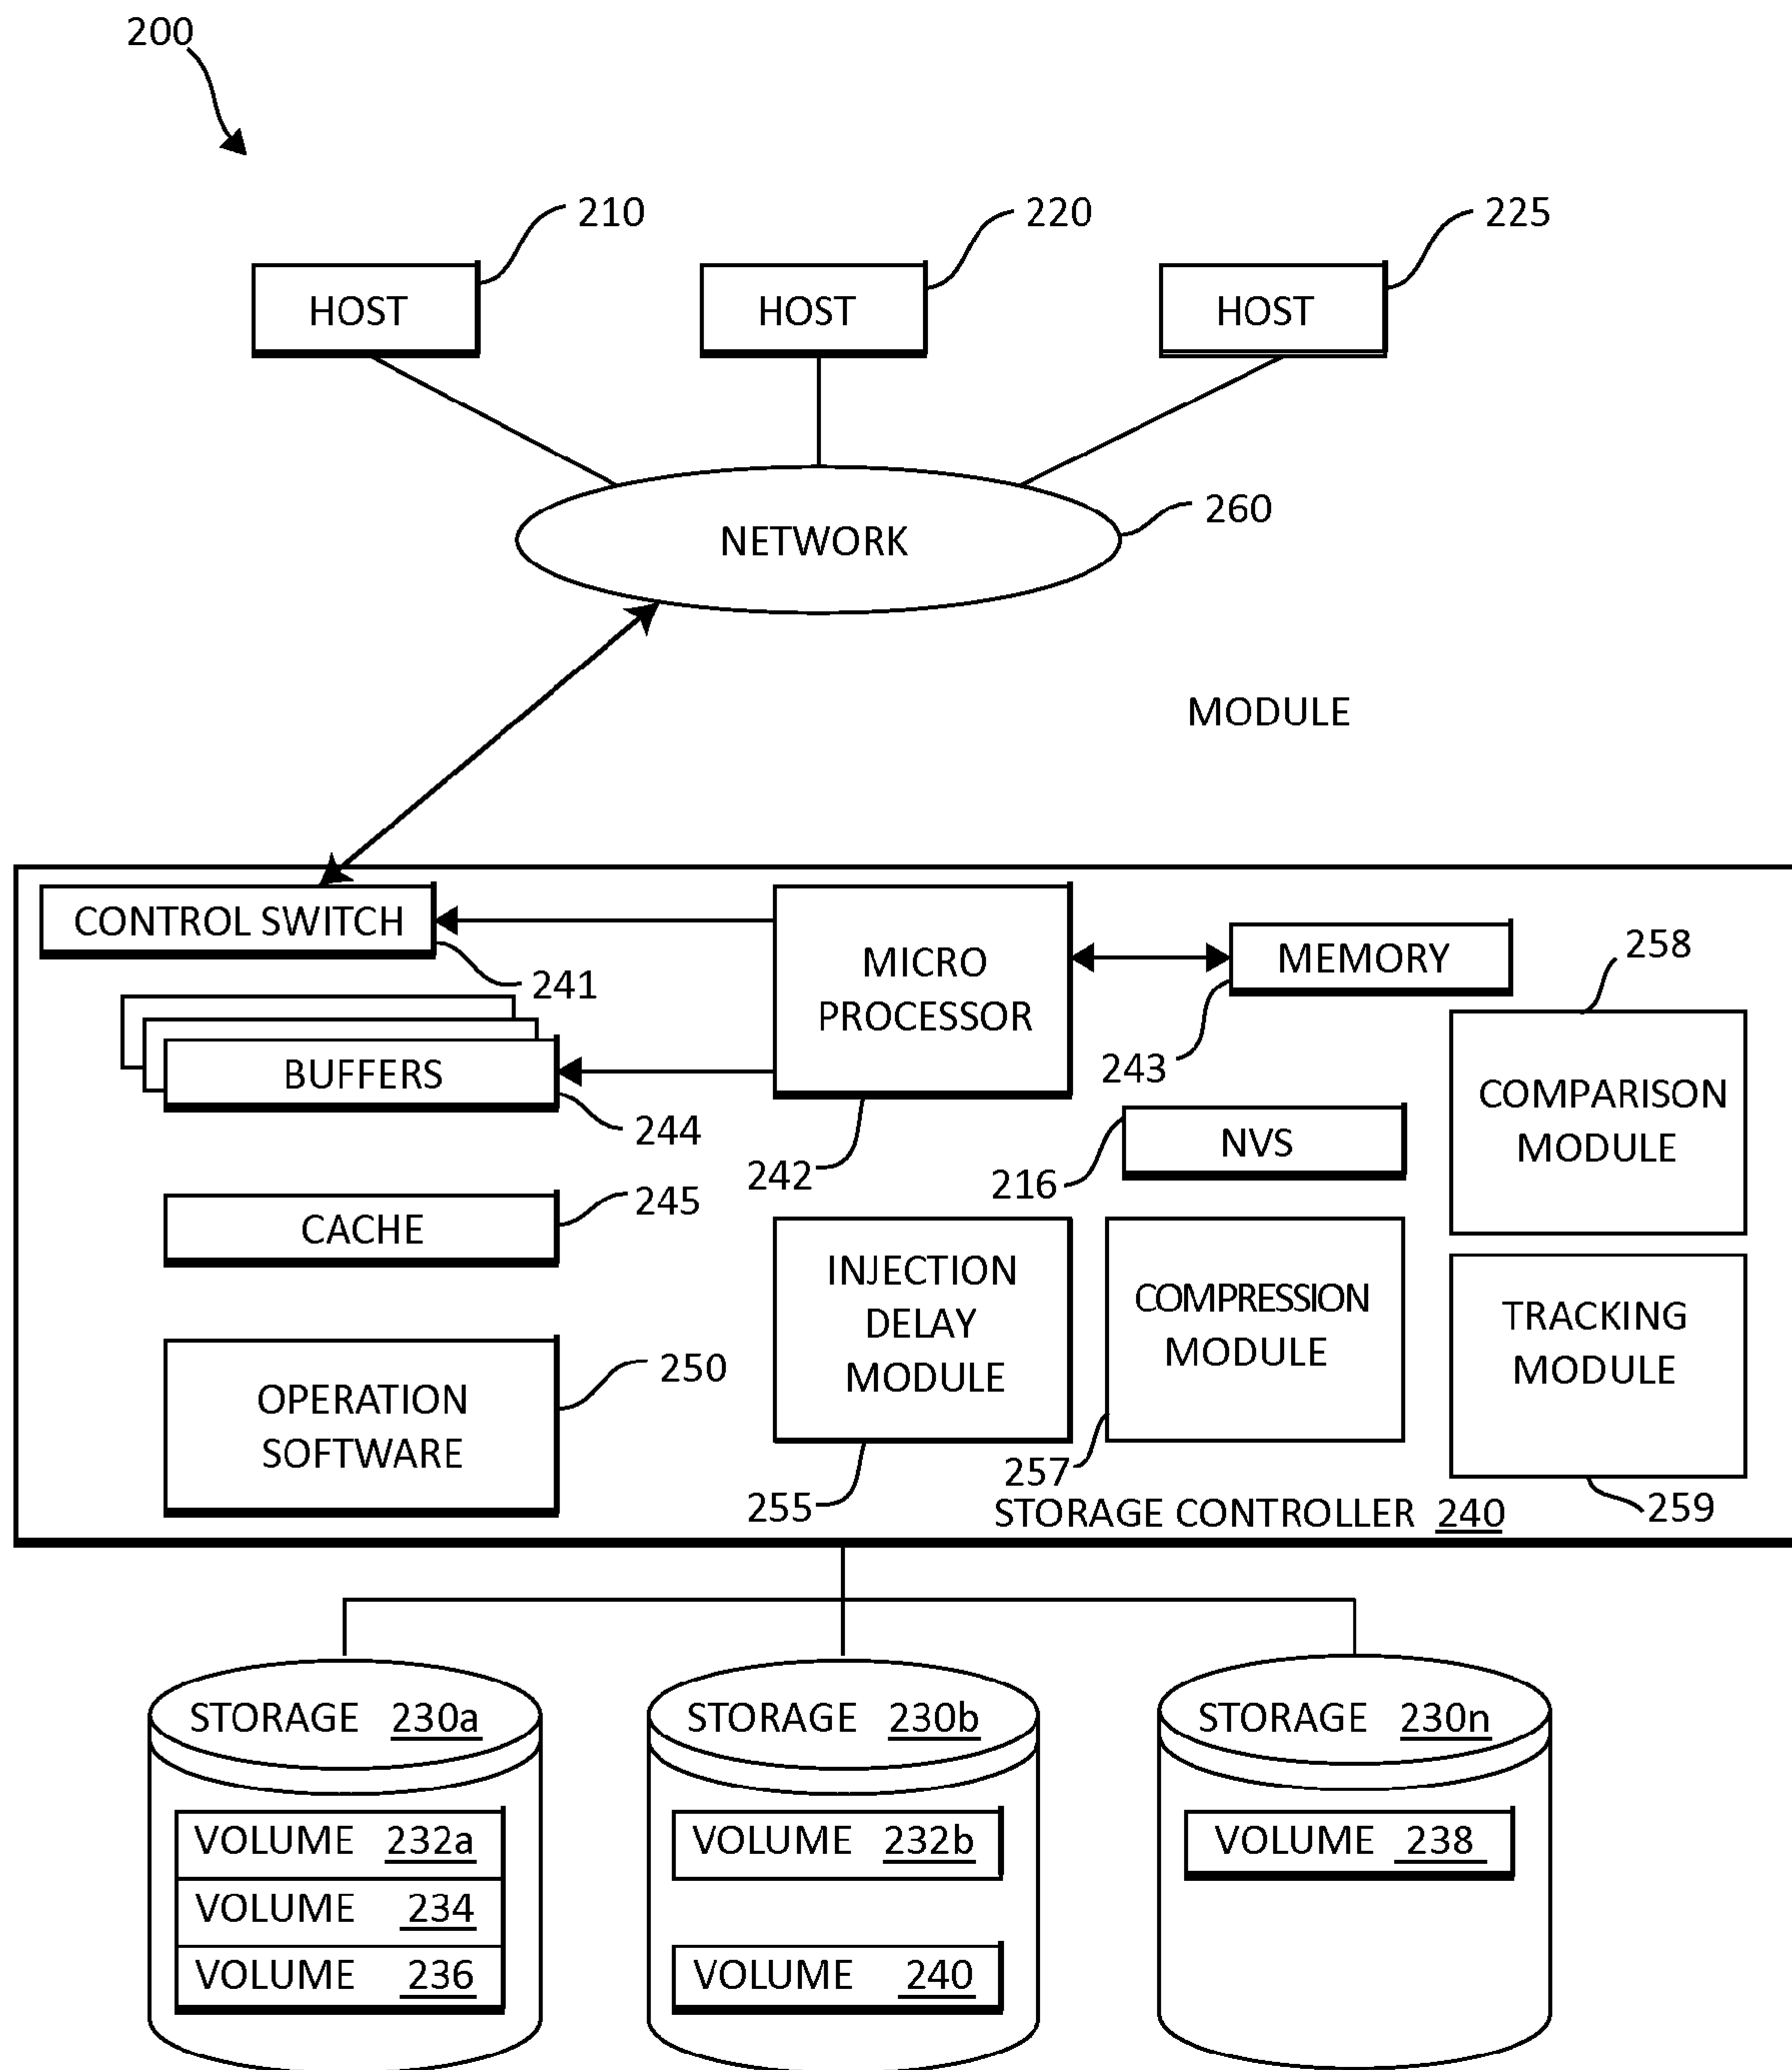 200
210
220
225
HOST
HOST
HOST
260
NETWORK
MODULE
CONTROL SWITCH
241
MICRO
PROCESSOR
242
MEMORY
243
258
BUFFERS
244
NVS
216
COMPARISON
MODULE
CACHE
245
INJECTION
DELAY
MODULE
255
COMPRESSION
MODULE
257
TRACKING
MODULE
259
OPERATION
SOFTWARE
250
STORAGE CONTROLLER 240
STORAGE 230a
VOLUME 232a
VOLUME 234
VOLUME 236
STORAGE 230b
VOLUME 232b
VOLUME 240
STORAGE 230n
VOLUME 238